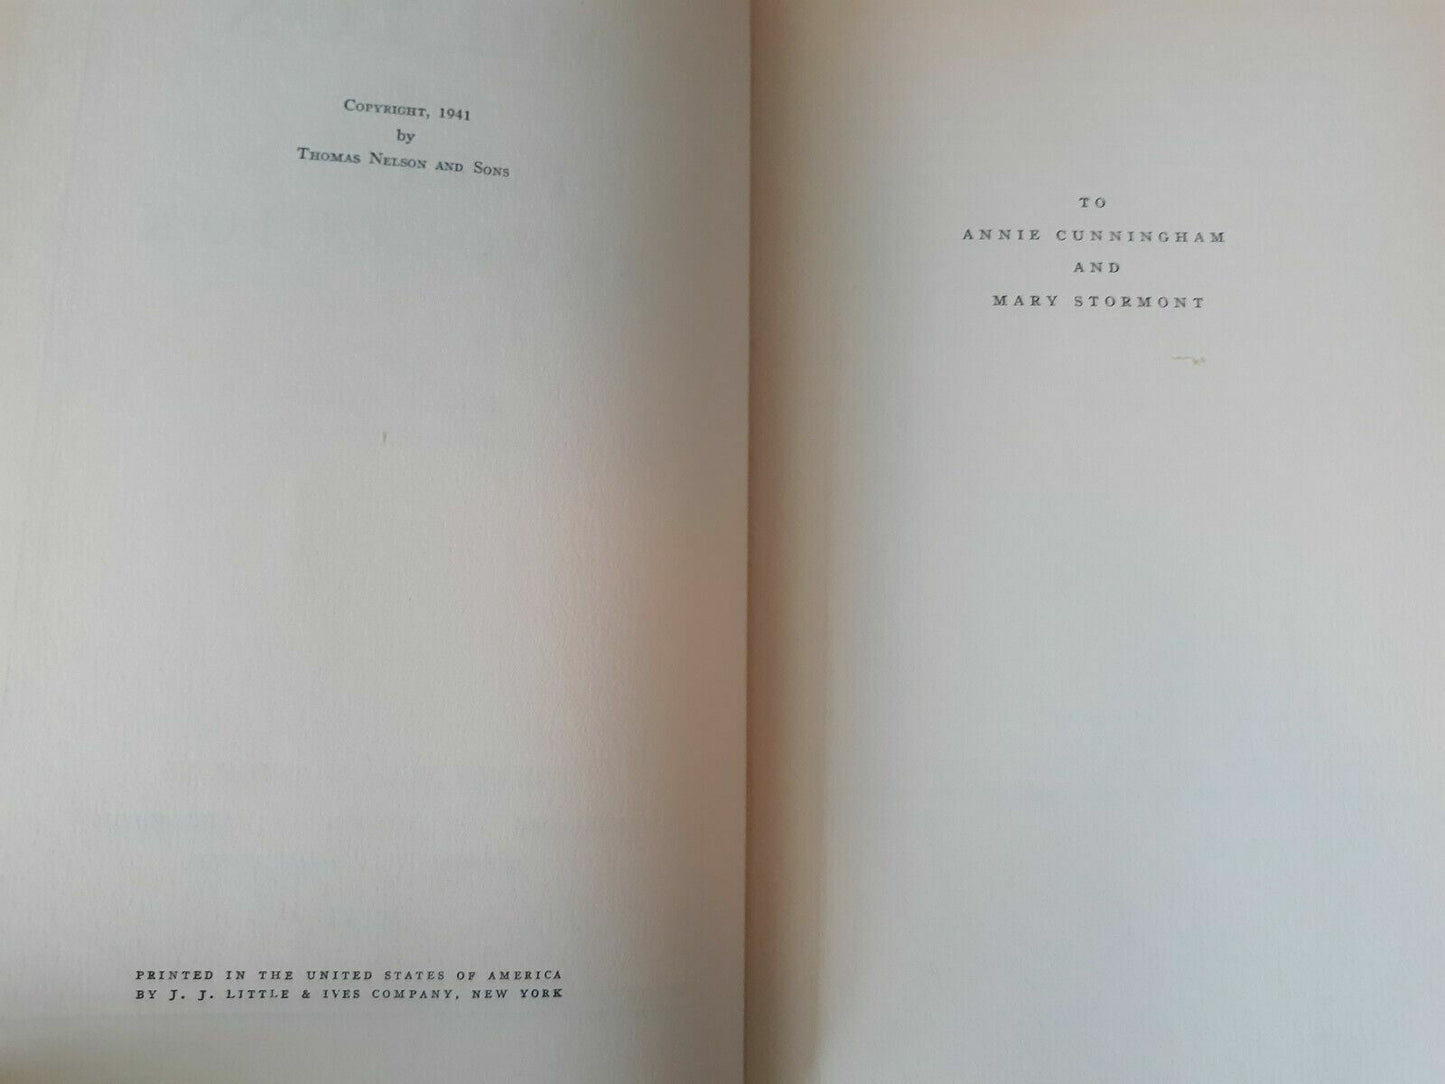 Copyright, 1941
by
Thomas Nelson and Sons
PRINTED IN THE UNITED STATES OF AMERICA
BY J. J. LITTLE & IVES COMPANY, NEW YORK
TO
ANNIE CUNNINGHAM
AND
MARY STORMONT